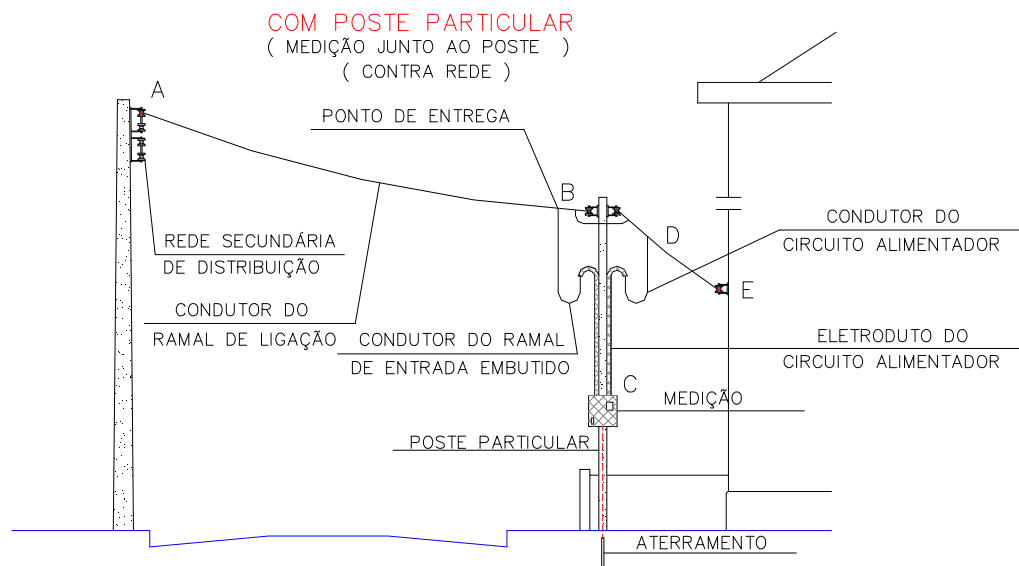 COM POSTE PARTICULAR
( MEDIÇÃO JUNTO AO POSTE )
( CONTRA REDE )
A
PONTO DE ENTREGA
B
REDE SECUNDÁRIA
DE DISTRIBUIÇÃO
CONDUTOR DO
RAMAL DE LIGAÇÃO
CONDUTOR DO RAMAL
DE ENTRADA EMBUTIDO
D
CONDUTOR DO
CIRCUITO ALIMENTADOR
E
ELETRODUTO DO
CIRCUITO ALIMENTADOR
C
MEDIÇÃO
POSTE PARTICULAR
ATERRAMENTO